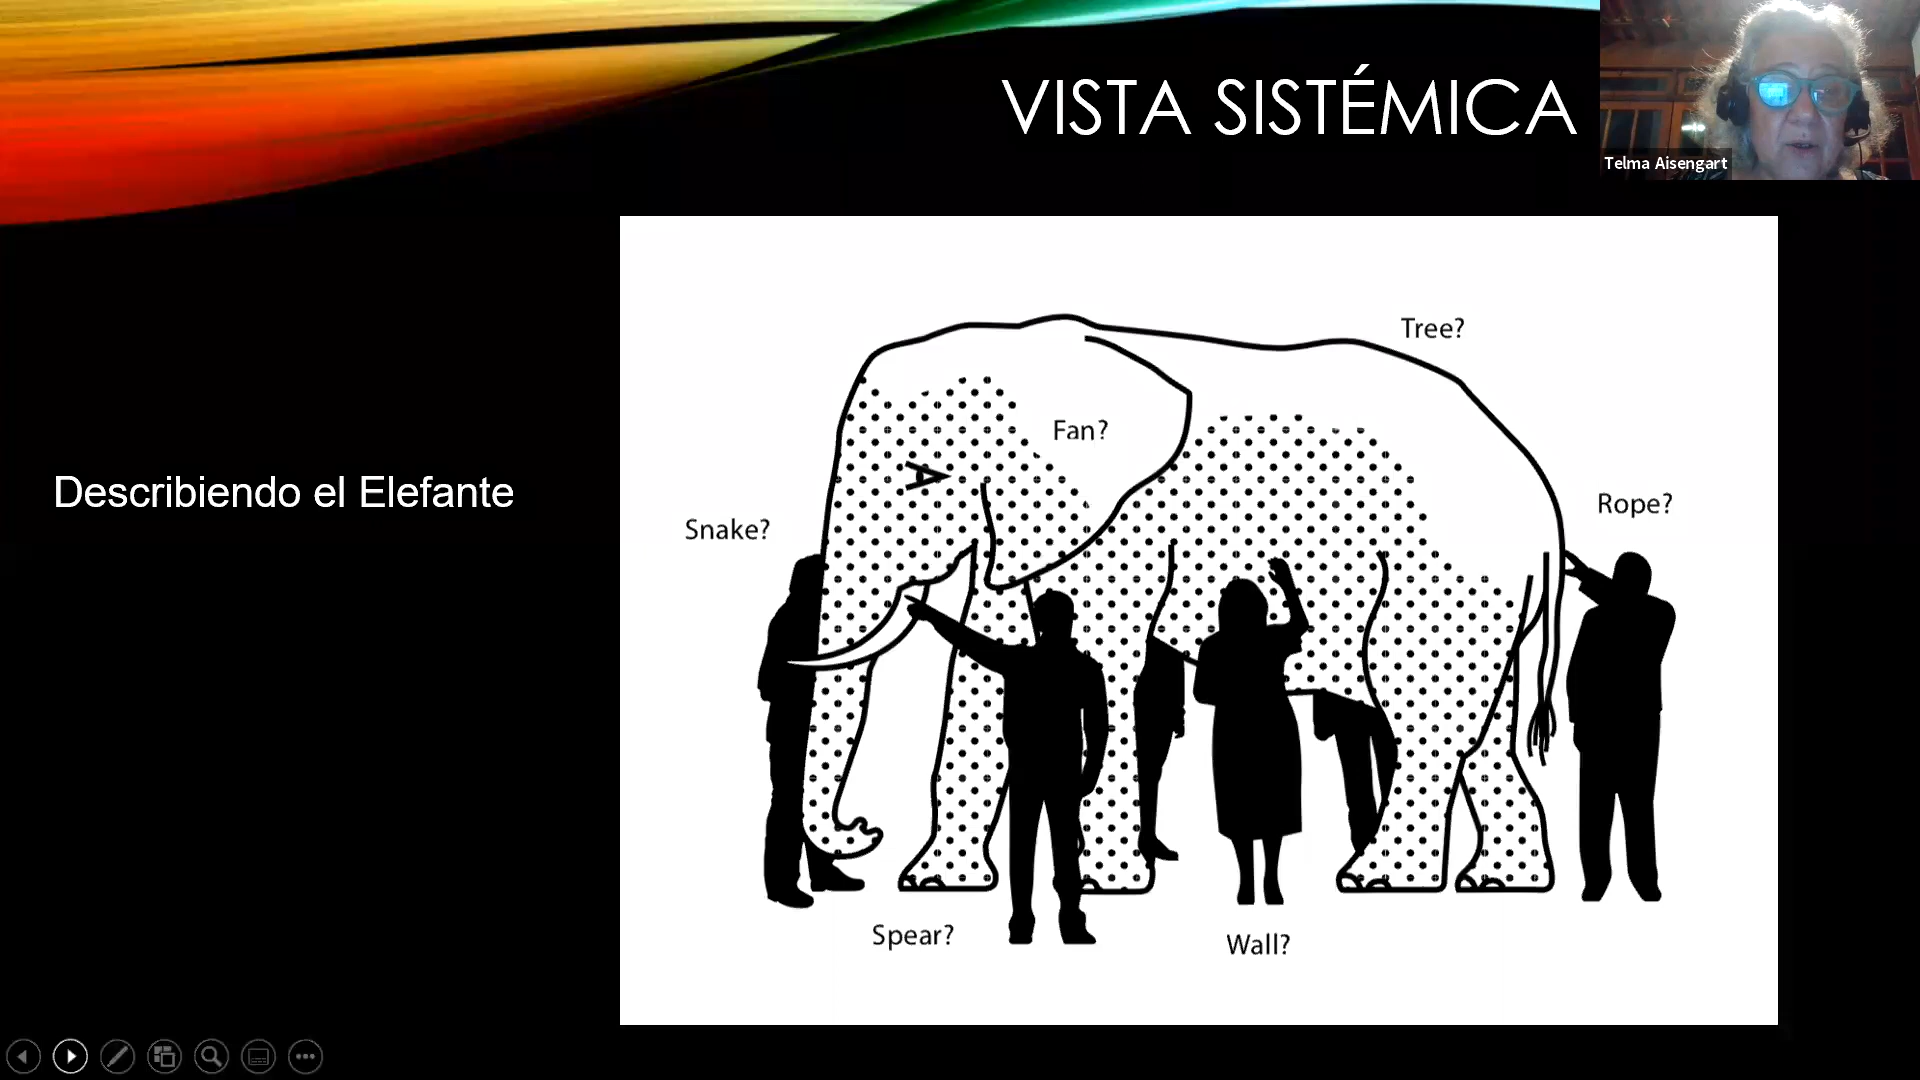 VISTA SISTÉMICA
Telma Aisengart
Describiendo el Elefante
Tree?
Fan?
Rope?
Snake?
Spear?
Wall?